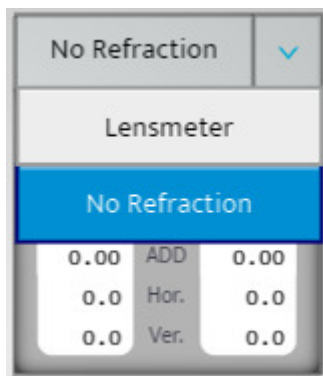 No Refraction
Lensmeter
No Refraction
0.00 ADD 0.00
0.0 Hor. 0.0
0.0 Ver. 0.0